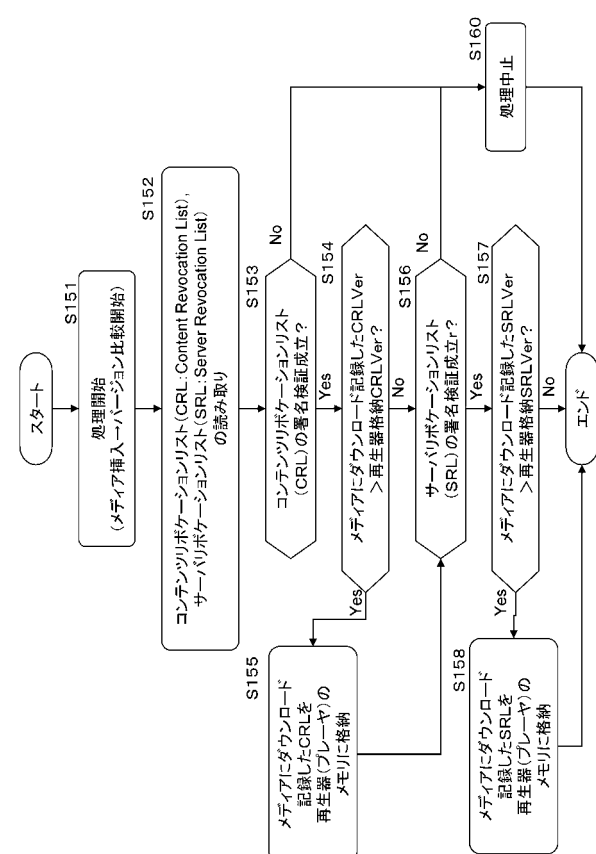 スタート
S151
処理開始
(メディア挿入→バージョン比較開始)
S152
コンテンツリボケーションリスト(CRL:Content Revocation List),
サーバリボケーションリスト(SRL:Server Revocation List)
の読み取り
S153
コンテンツリボケーションリスト
(CRL)の署名検証成立?
No
Yes
S154
メディアにダウンロード記録したCRLVer
>再生器格納CRLVer?
Yes
No
S155
メディアにダウンロード
記録したCRLを
再生器(プレーヤ)の
メモリに格納
S156
サーバリボケーションリスト
(SRL)の署名検証成立r?
No
Yes
S157
メディアにダウンロード記録したSRLVer
>再生器格納SRLVer?
Yes
No
S158
メディアにダウンロード
記録したSRLを
再生器(プレーヤ)の
メモリに格納
S160
処理中止
エンド